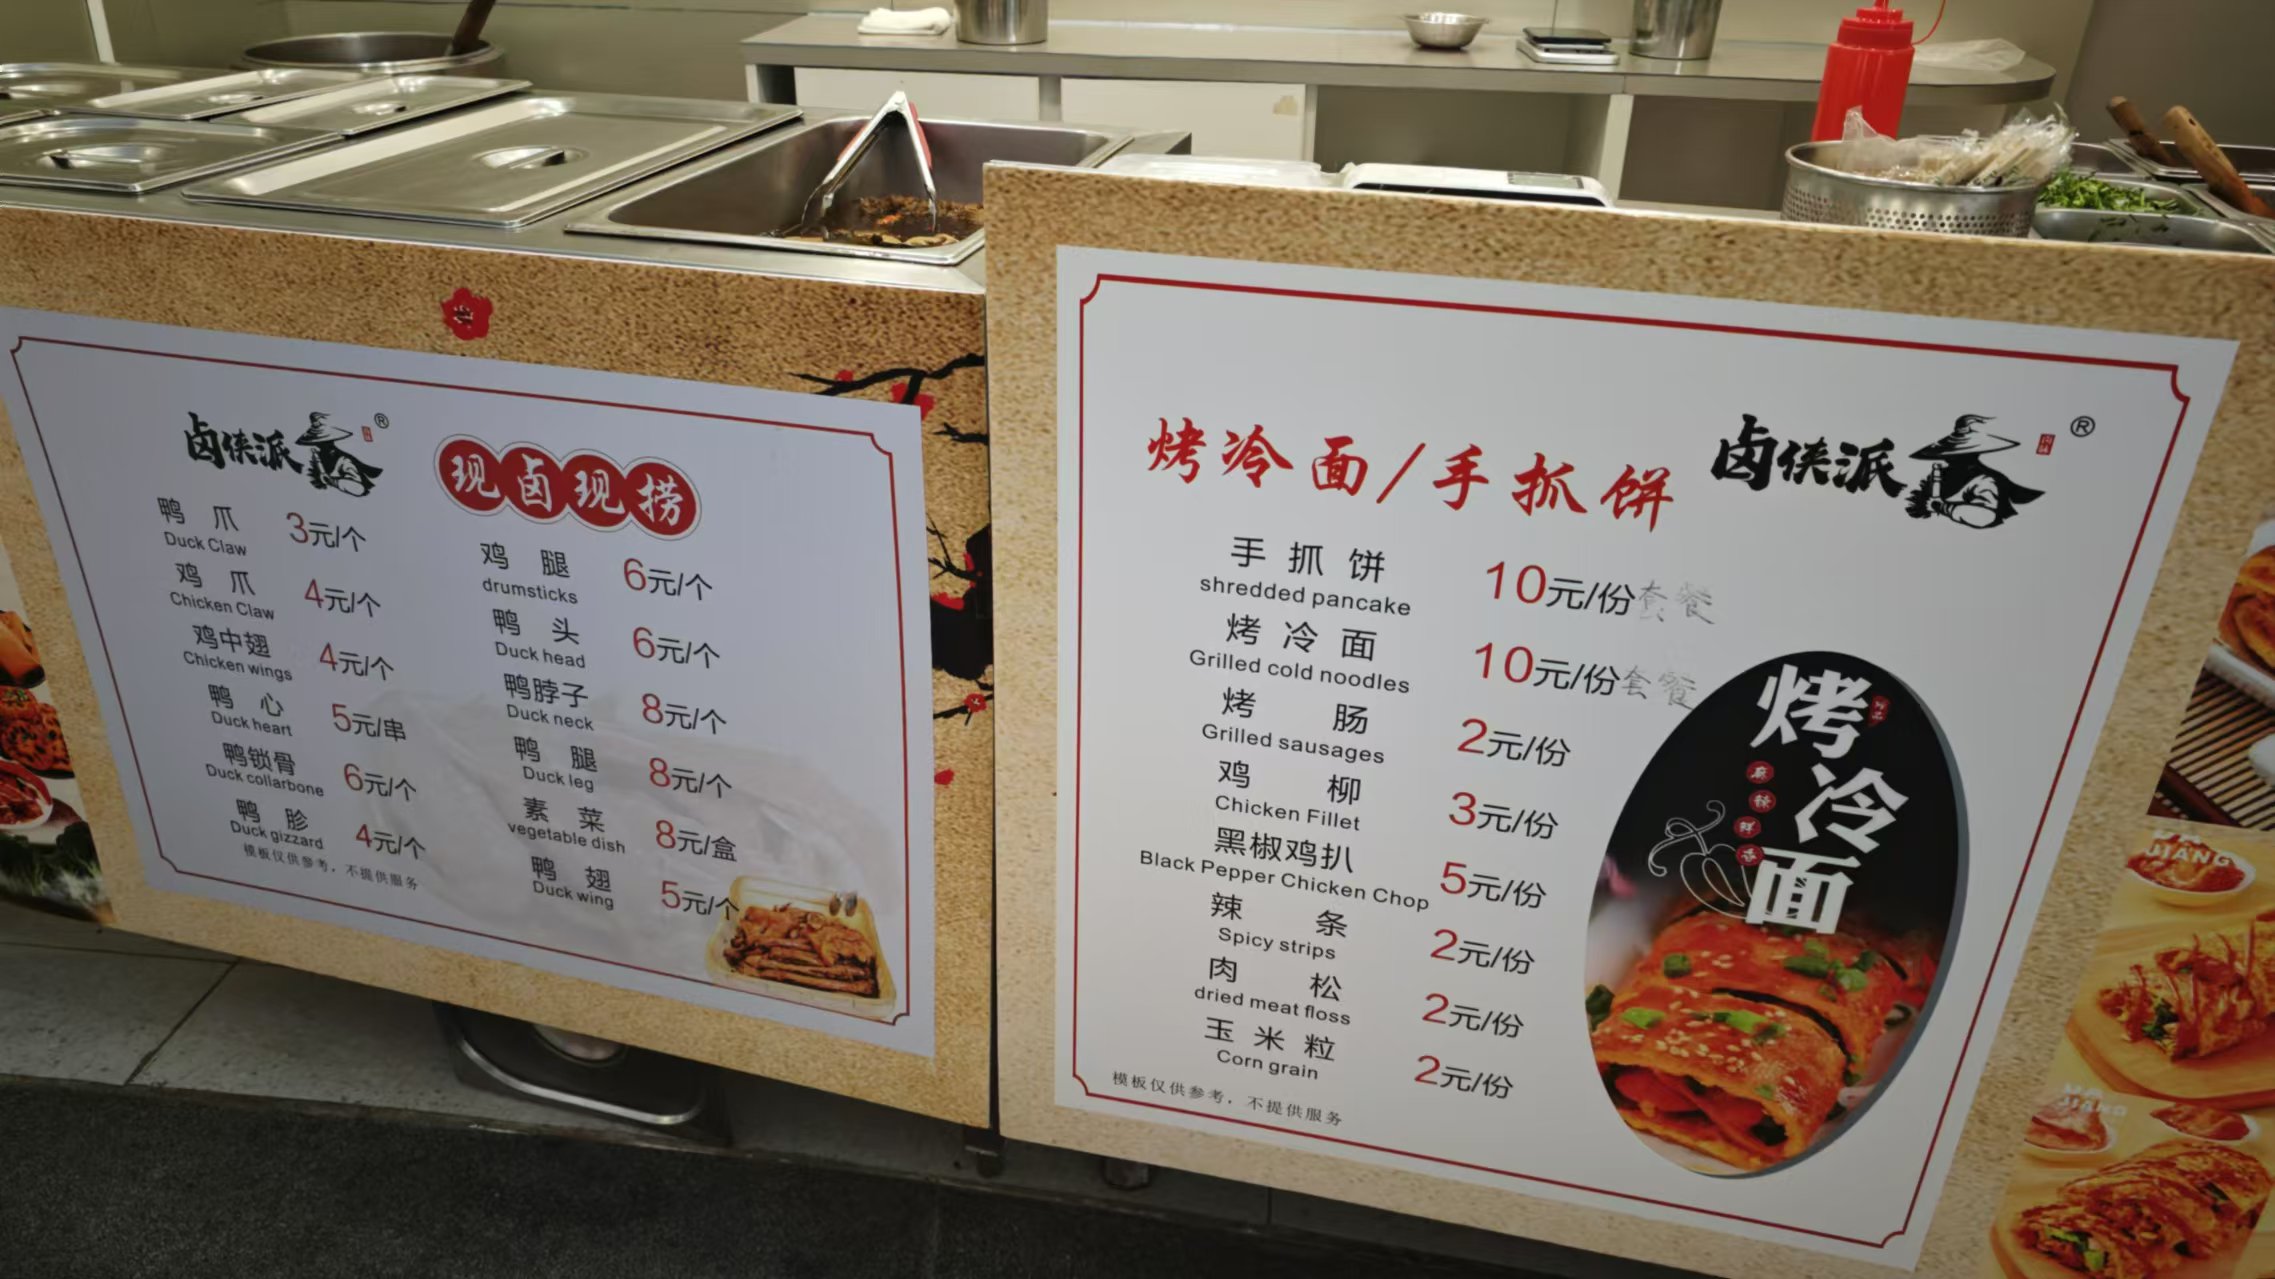 卤侠派®
现卤现捞
鸭爪 3元/个
Duck Claw
鸡爪 4元/个
Chicken Claw
鸡中翅 4元/个
Chicken wings
鸭心 5元/串
Duck heart
鸭锁骨 6元/个
Duck collarbone
鸭胗 4元/个
Duck gizzard
模板仅供参考，不提供服务
鸡腿 6元/个
drumsticks
鸭头 6元/个
Duck head
鸭脖子 8元/个
Duck neck
鸭腿 8元/个
Duck leg
素菜 8元/盒
vegetable dish
鸭翅 5元/个
Duck wing
烤冷面/手抓饼
卤侠派®
手抓饼 10元/份 套餐
shredded pancake
烤冷面 10元/份 套餐
Grilled cold noodles
烤肠 2元/份
Grilled sausages
鸡柳 3元/份
Chicken Fillet
黑椒鸡扒 5元/份
Black Pepper Chicken Chop
辣条 2元/份
Spicy strips
肉松 2元/份
dried meat floss
玉米粒 2元/份
Corn grain
模板仅供参考，不提供服务
烤冷面
麻辣鲜香
JIANG